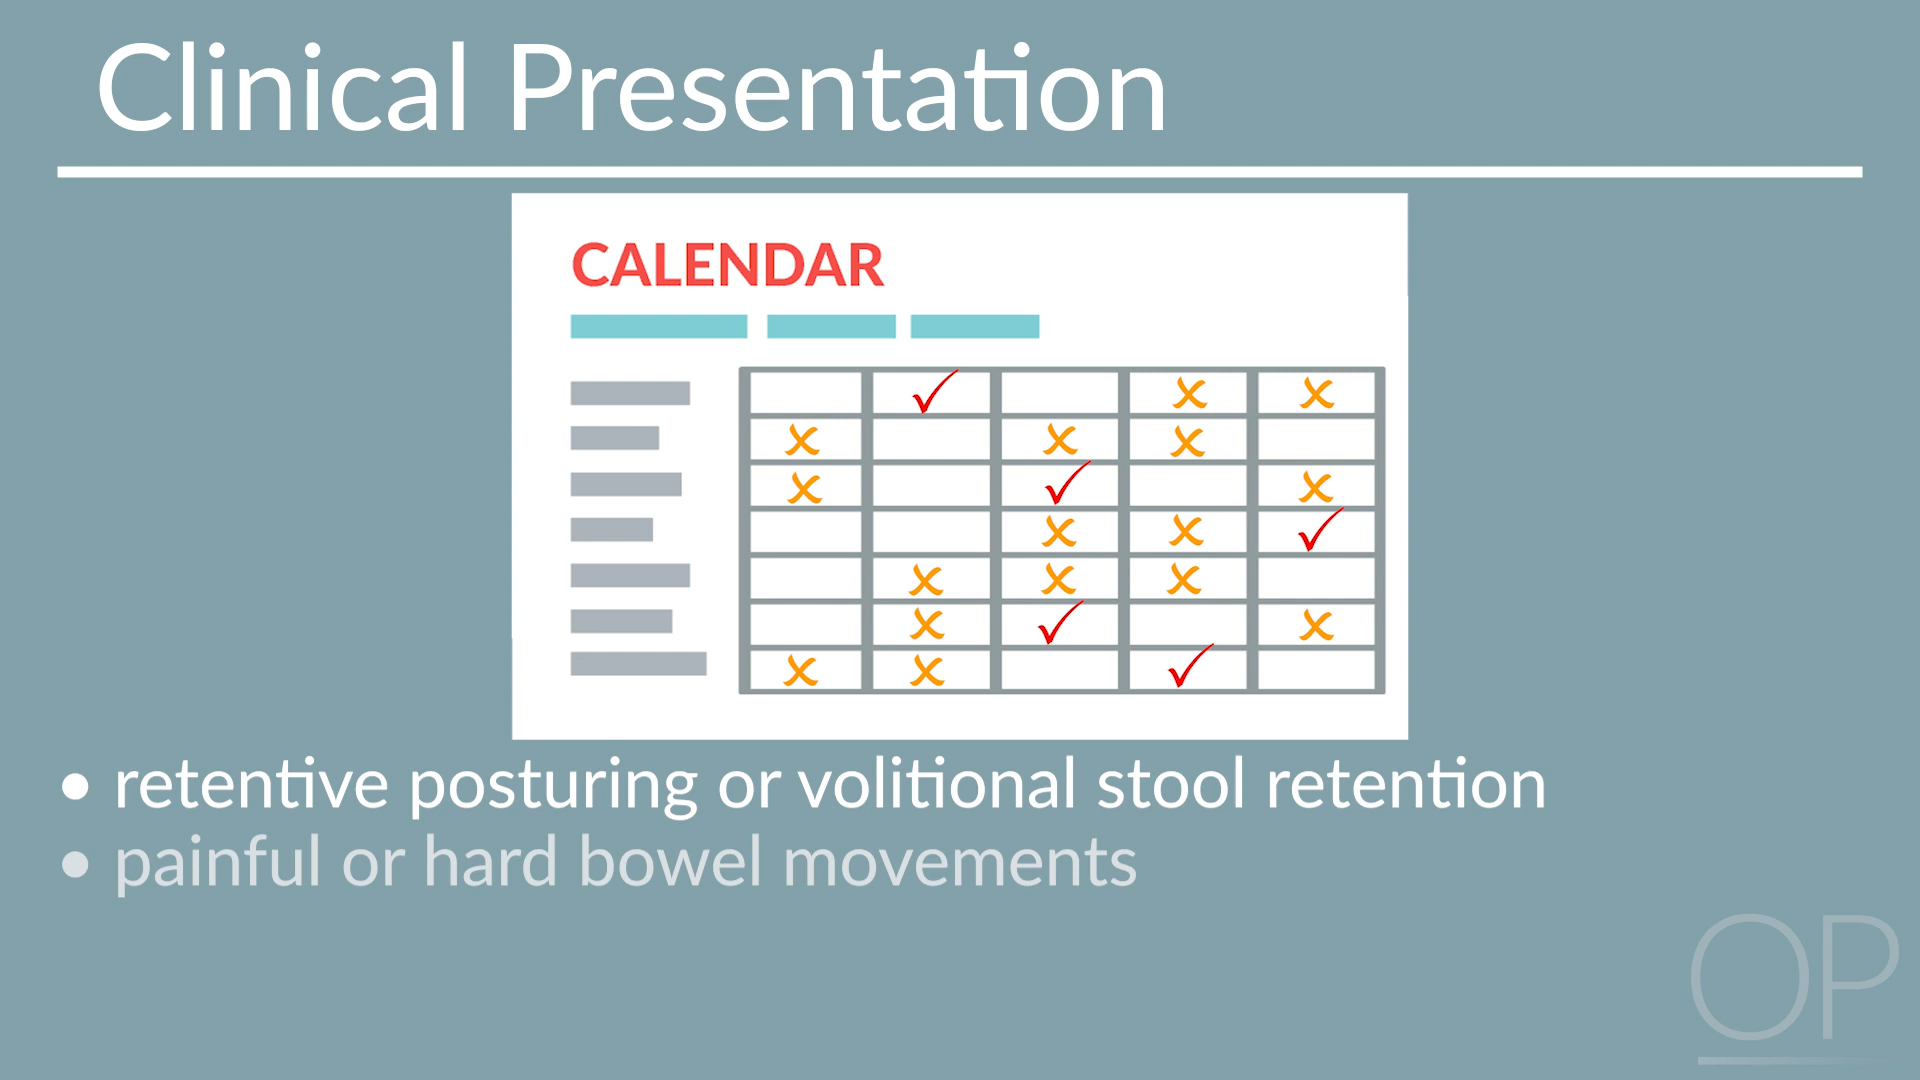 Clinical Presentation
CALENDAR
• retentive posturing or volitional stool retention
• painful or hard bowel movements
OP